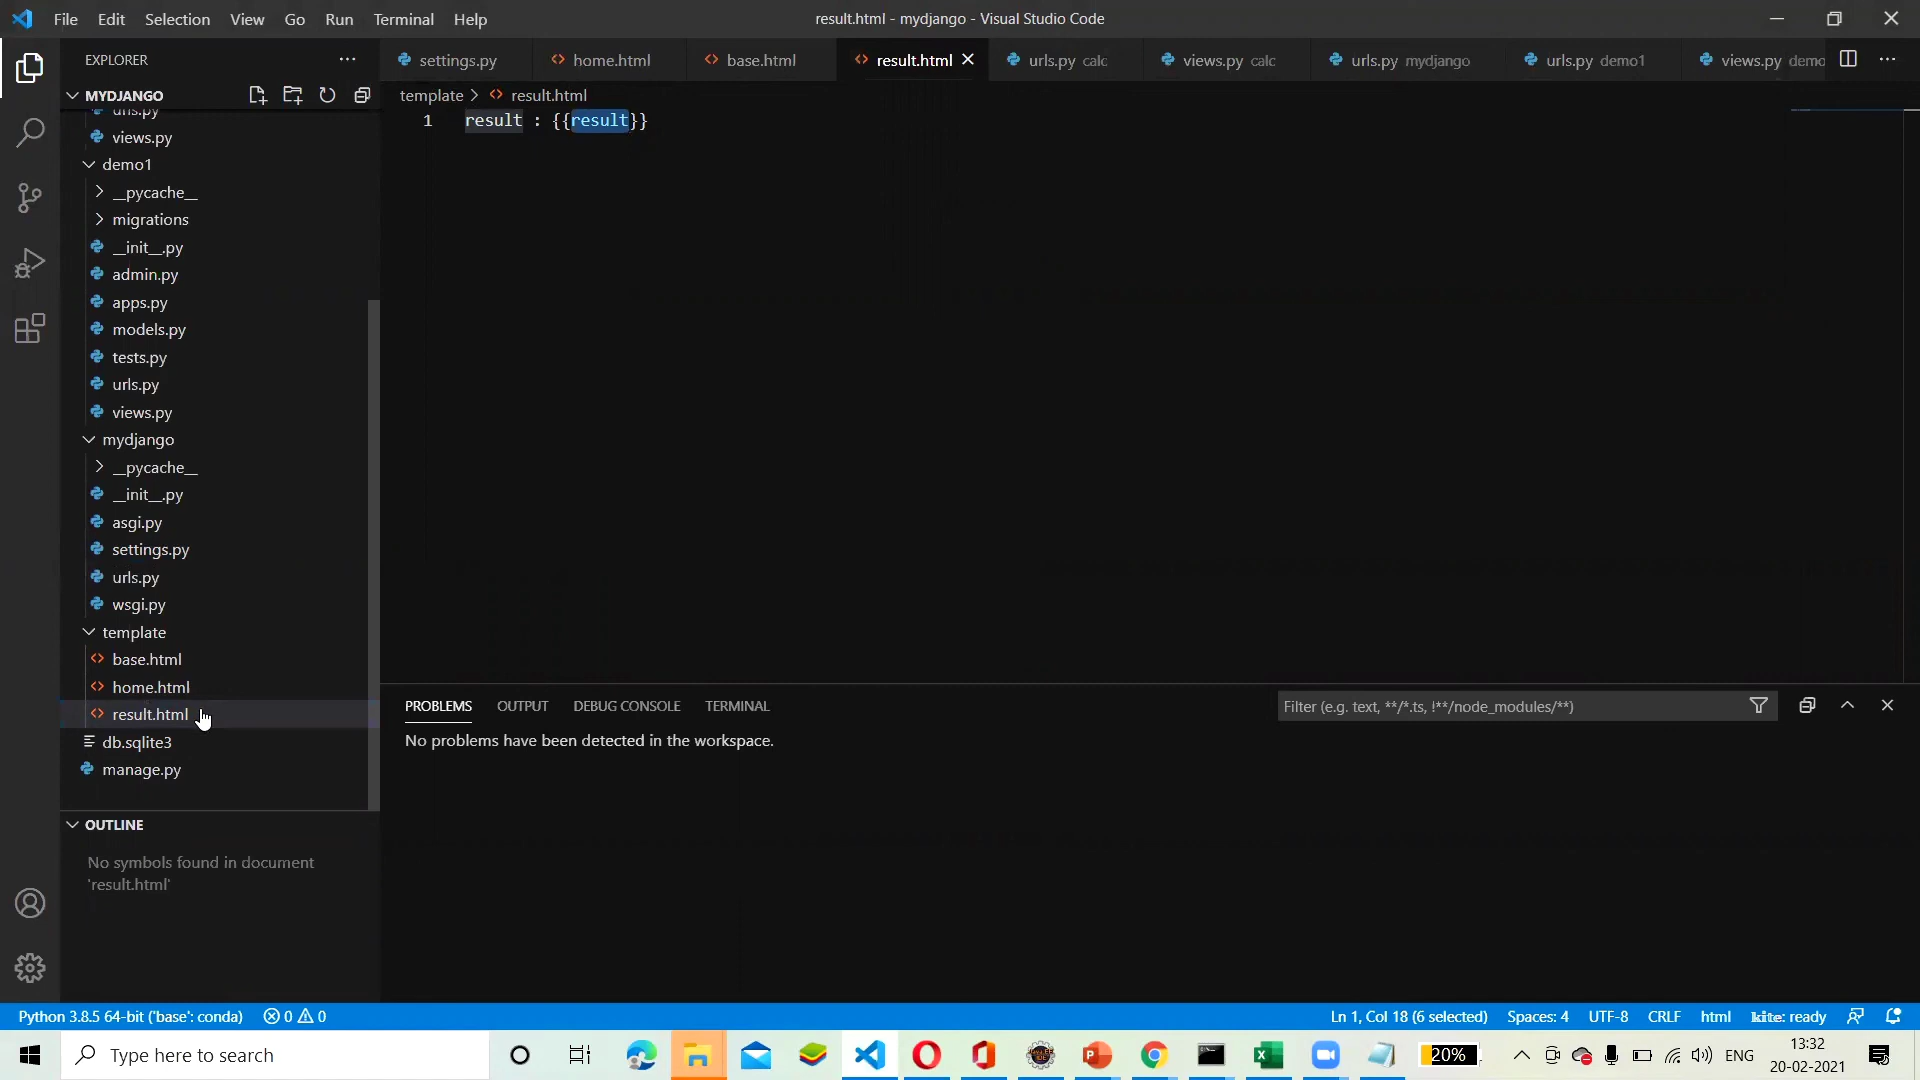 File Edit Selection View Go Run Terminal Help
result.html - mydjango - Visual Studio Code
EXPLORER
settings.py
home.html
base.html
result.html
urls.py calc
views.py calc
urls.py mydjango
urls.py demo1
views.py demo
MYDJANGO
template > result.html
urls.py
1 result : {{result}}
views.py
demo1
__pycache__
migrations
__init__.py
admin.py
apps.py
models.py
tests.py
urls.py
views.py
mydjango
__pycache__
__init__.py
asgi.py
settings.py
urls.py
wsgi.py
template
base.html
home.html
result.html
db.sqlite3
manage.py
PROBLEMS OUTPUT DEBUG CONSOLE TERMINAL
Filter (e.g. text, **/*.ts, !**/node_modules/**)
No problems have been detected in the workspace.
OUTLINE
No symbols found in document
'result.html'
Python 3.8.5 64-bit ('base': conda) 0 0
Ln 1, Col 18 (6 selected) Spaces: 4 UTF-8 CRLF html kite: ready
Type here to search
20%
ENG
13:32
20-02-2021